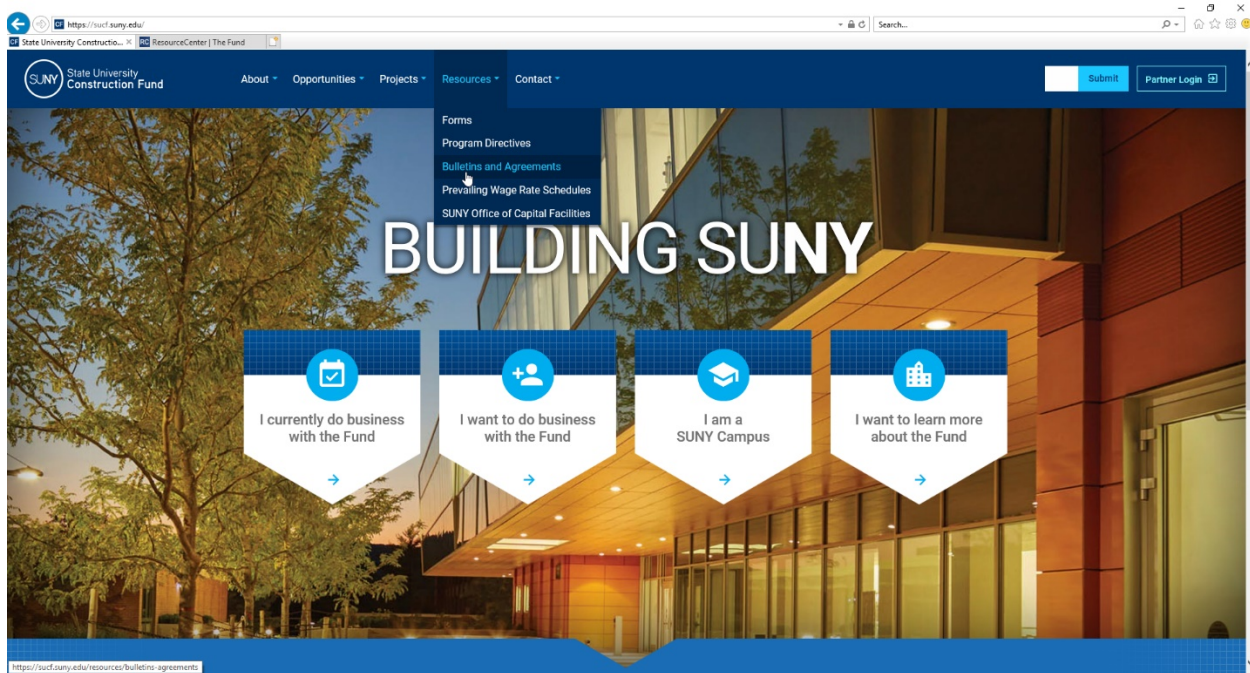 https://sucf.suny.edu/
Search...
State University Constructio...
ResourceCenter | The Fund
SUNY
State University
Construction Fund
About
Opportunities
Projects
Resources
Contact
Submit
Partner Login
Forms
Program Directives
Bulletins and Agreements
Prevailing Wage Rate Schedules
SUNY Office of Capital Facilities
BUILDING SUNY
I currently do business
with the Fund
I want to do business
with the Fund
I am a
SUNY Campus
I want to learn more
about the Fund
https://sucf.suny.edu/resources/bulletins-agreements